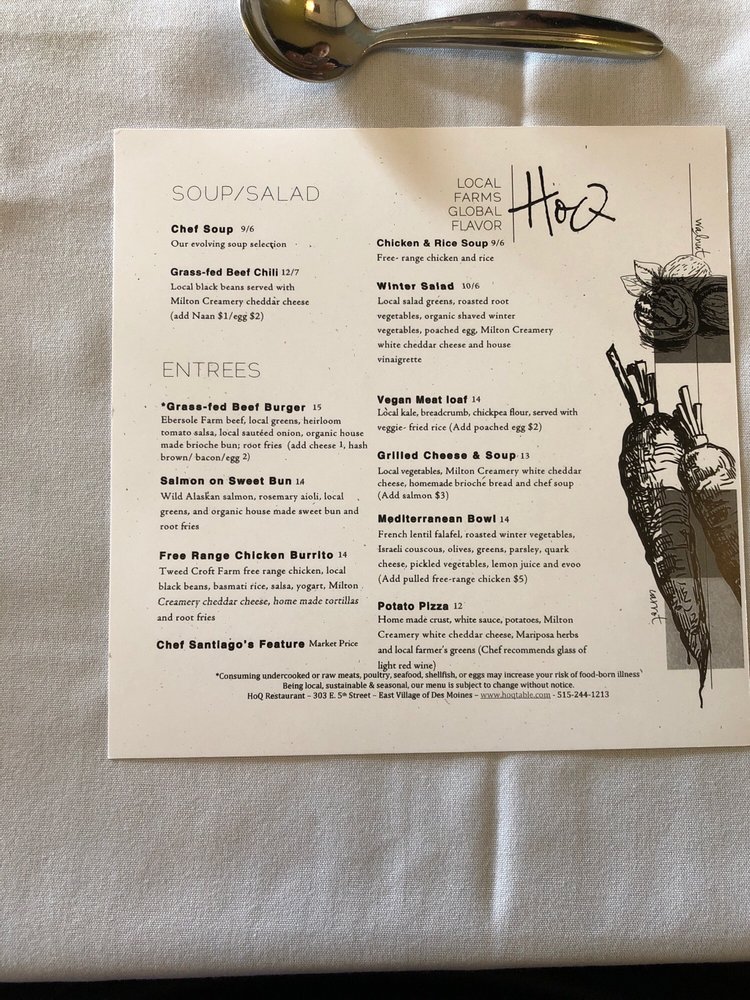 SOUP/SALAD
Chef Soup 9/6
Our evolving soup selection
Grass-fed Beef Chili 12/7
Local black beans served with
Milton Creamery cheddar cheese
(add Naan $1/egg $2)
LOCAL
FARMS
GLOBAL
FLAVOR
HoQ
Chicken & Rice Soup 9/6
Free- range chicken and rice
Winter Salad 10/6
Local salad greens, roasted root
vegetables, organic shaved winter
vegetables, poached egg, Milton Creamery
white cheddar cheese and house
vinaigrette
walnut
ENTREES
*Grass-fed Beef Burger 15
Ebersole Farm beef, local greens, heirloom
tomato salsa, local sautéed onion, organic house
made brioche bun; root fries (add cheese 1, hash
brown/ bacon/egg 2)
Salmon on Sweet Bun 14
Wild Alaskan salmon, rosemary aioli, local
greens, and organic house made sweet bun and
root fries
Free Range Chicken Burrito 14
Tweed Croft Farm free range chicken, local
black beans, basmati rice, salsa, yogurt, Milton
Creamery cheddar cheese, home made tortillas
and root fries
Chef Santiago's Feature Market Price
Vegan Meat loaf 14
Local kale, breadcrumb, chickpea flour, served with
veggie- fried rice (Add poached egg $2)
Grilled Cheese & Soup 13
Local vegetables, Milton Creamery white cheddar
cheese, homemade brioche bread and chef soup
(Add salmon $3)
Mediterranean Bowl 14
French lentil falafel, roasted winter vegetables,
Israeli couscous, olives, greens, parsley, quark
cheese, pickled vegetables, lemon juice and evoo
(Add pulled free-range chicken $5)
Potato Pizza 12
Home made crust, white sauce, potatoes, Milton
Creamery white cheddar cheese, Mariposa herbs
and local farmer's greens (Chef recommends glass of
light red wine)
carrot
*Consuming undercooked or raw meats, poultry, seafood, shellfish, or eggs may increase your risk of food-born illness
Being local, sustainable & seasonal, our menu is subject to change without notice.
HoQ Restaurant – 303 E. 5th Street – East Village of Des Moines – www.hoqtable.com - 515-244-1213